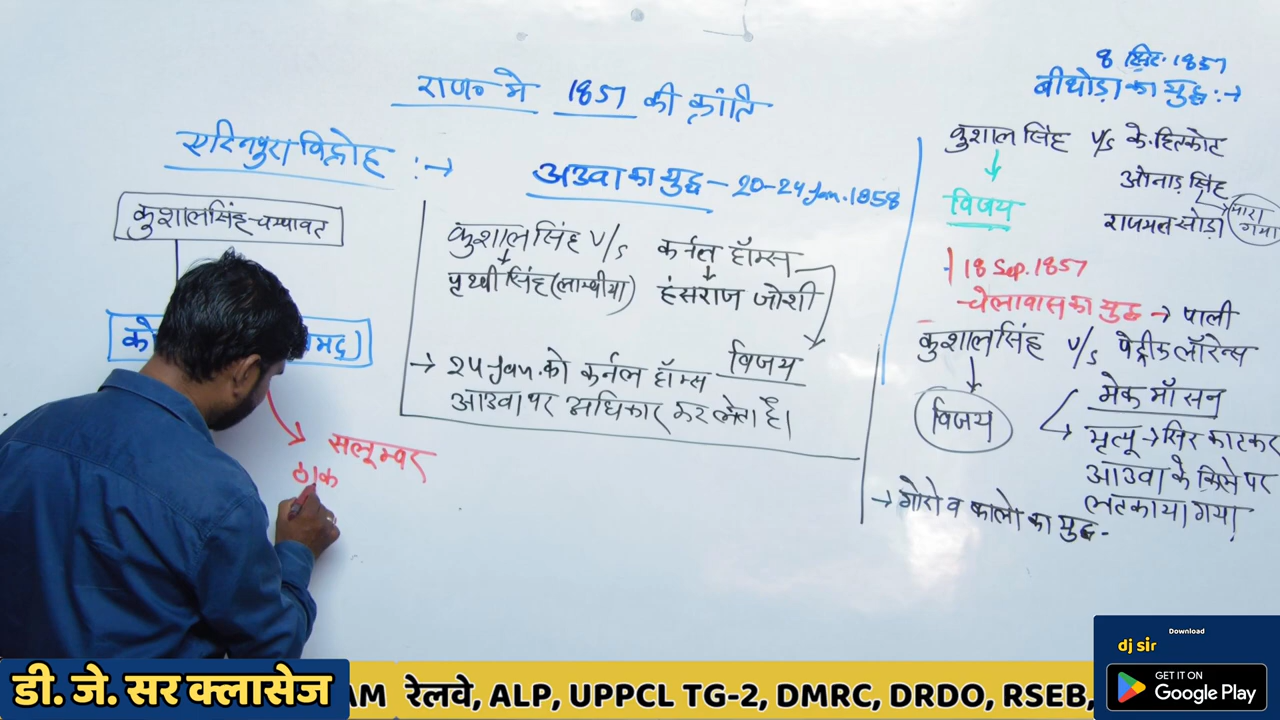 राज० मे 1857 की क्रांति
एरिनपुरा विद्रोह :→
कुशालसिंह-चम्पावत
सलूम्बर
ठाक
अउवा का युद्ध – 20-24 Jan. 1858
कुशालसिंह V/s कर्नल हॉम्स
पृथ्वी सिंह (लाम्बीया) हंसराज जोशी
विजय
→ 24 Jan. को कर्नल हॉम्स
आउवा पर अधिकार कर लेता है।
8 सित. 1857
बीथोड़ा का युद्ध :→
कुशाल सिंह V/s के. हितकोट
ओनाड़ सिंह
राजमल लोड़ा
मारा गया
विजय
18 Sep. 1857
चेलावास का युद्ध → पाली
कुशालसिंह V/s पेट्रीक लॉरेन्स
मेक मॉसन
विजय
मृत्यू → सिर काटकर
आउवा के किले पर
लटकाया गया
→ गोरो व कालो का युद्ध.
डी. जे. सर क्लासेज
AM रेलवे, ALP, UPPCL TG-2, DMRC, DRDO, RSEB,
Download
dj sir
GET IT ON
Google Play